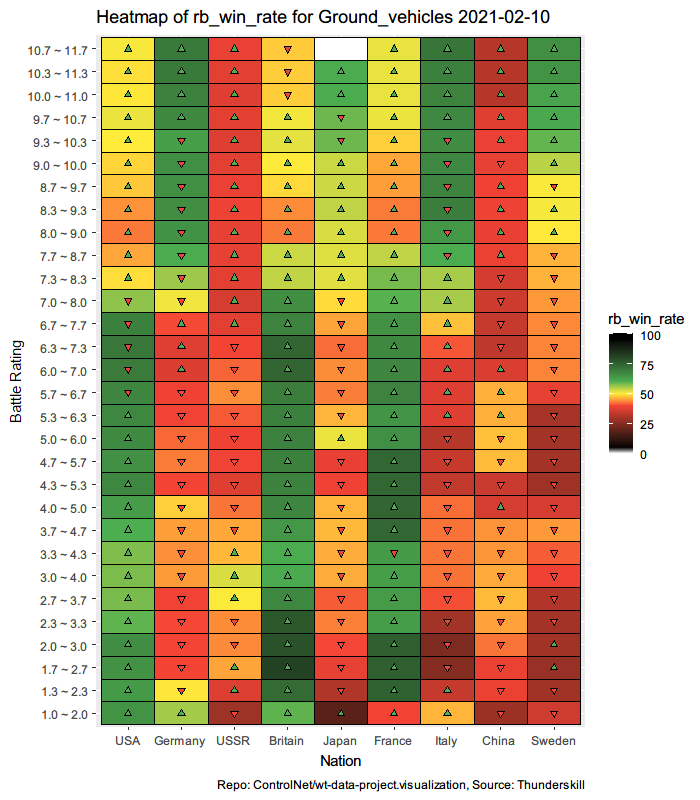 Heatmap of rb_win_rate for Ground_vehicles 2021-02-10
Battle Rating
10.7 ~ 11.7
10.3 ~ 11.3
10.0 ~ 11.0
9.7 ~ 10.7
9.3 ~ 10.3
9.0 ~ 10.0
8.7 ~ 9.7
8.3 ~ 9.3
8.0 ~ 9.0
7.7 ~ 8.7
7.3 ~ 8.3
7.0 ~ 8.0
6.7 ~ 7.7
6.3 ~ 7.3
6.0 ~ 7.0
5.7 ~ 6.7
5.3 ~ 6.3
5.0 ~ 6.0
4.7 ~ 5.7
4.3 ~ 5.3
4.0 ~ 5.0
3.7 ~ 4.7
3.3 ~ 4.3
3.0 ~ 4.0
2.7 ~ 3.7
2.3 ~ 3.3
2.0 ~ 3.0
1.7 ~ 2.7
1.3 ~ 2.3
1.0 ~ 2.0
USA Germany USSR Britain Japan France Italy China Sweden
Nation
rb_win_rate
100
75
50
25
0
Repo: ControlNet/wt-data-project.visualization, Source: Thunderskill